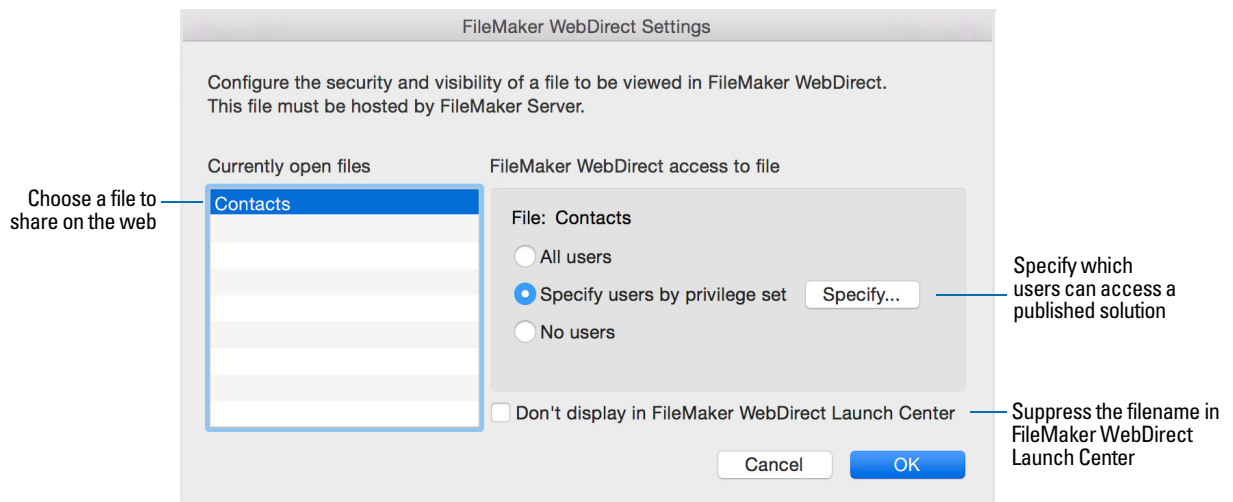 FileMaker WebDirect Settings
Configure the security and visibility of a file to be viewed in FileMaker WebDirect.
This file must be hosted by FileMaker Server.
Currently open files
FileMaker WebDirect access to file
Choose a file to
share on the web
Contacts
File: Contacts
All users
Specify users by privilege set
Specify...
No users
Specify which
users can access a
published solution
Don't display in FileMaker WebDirect Launch Center
Suppress the filename in
FileMaker WebDirect
Launch Center
Cancel
OK